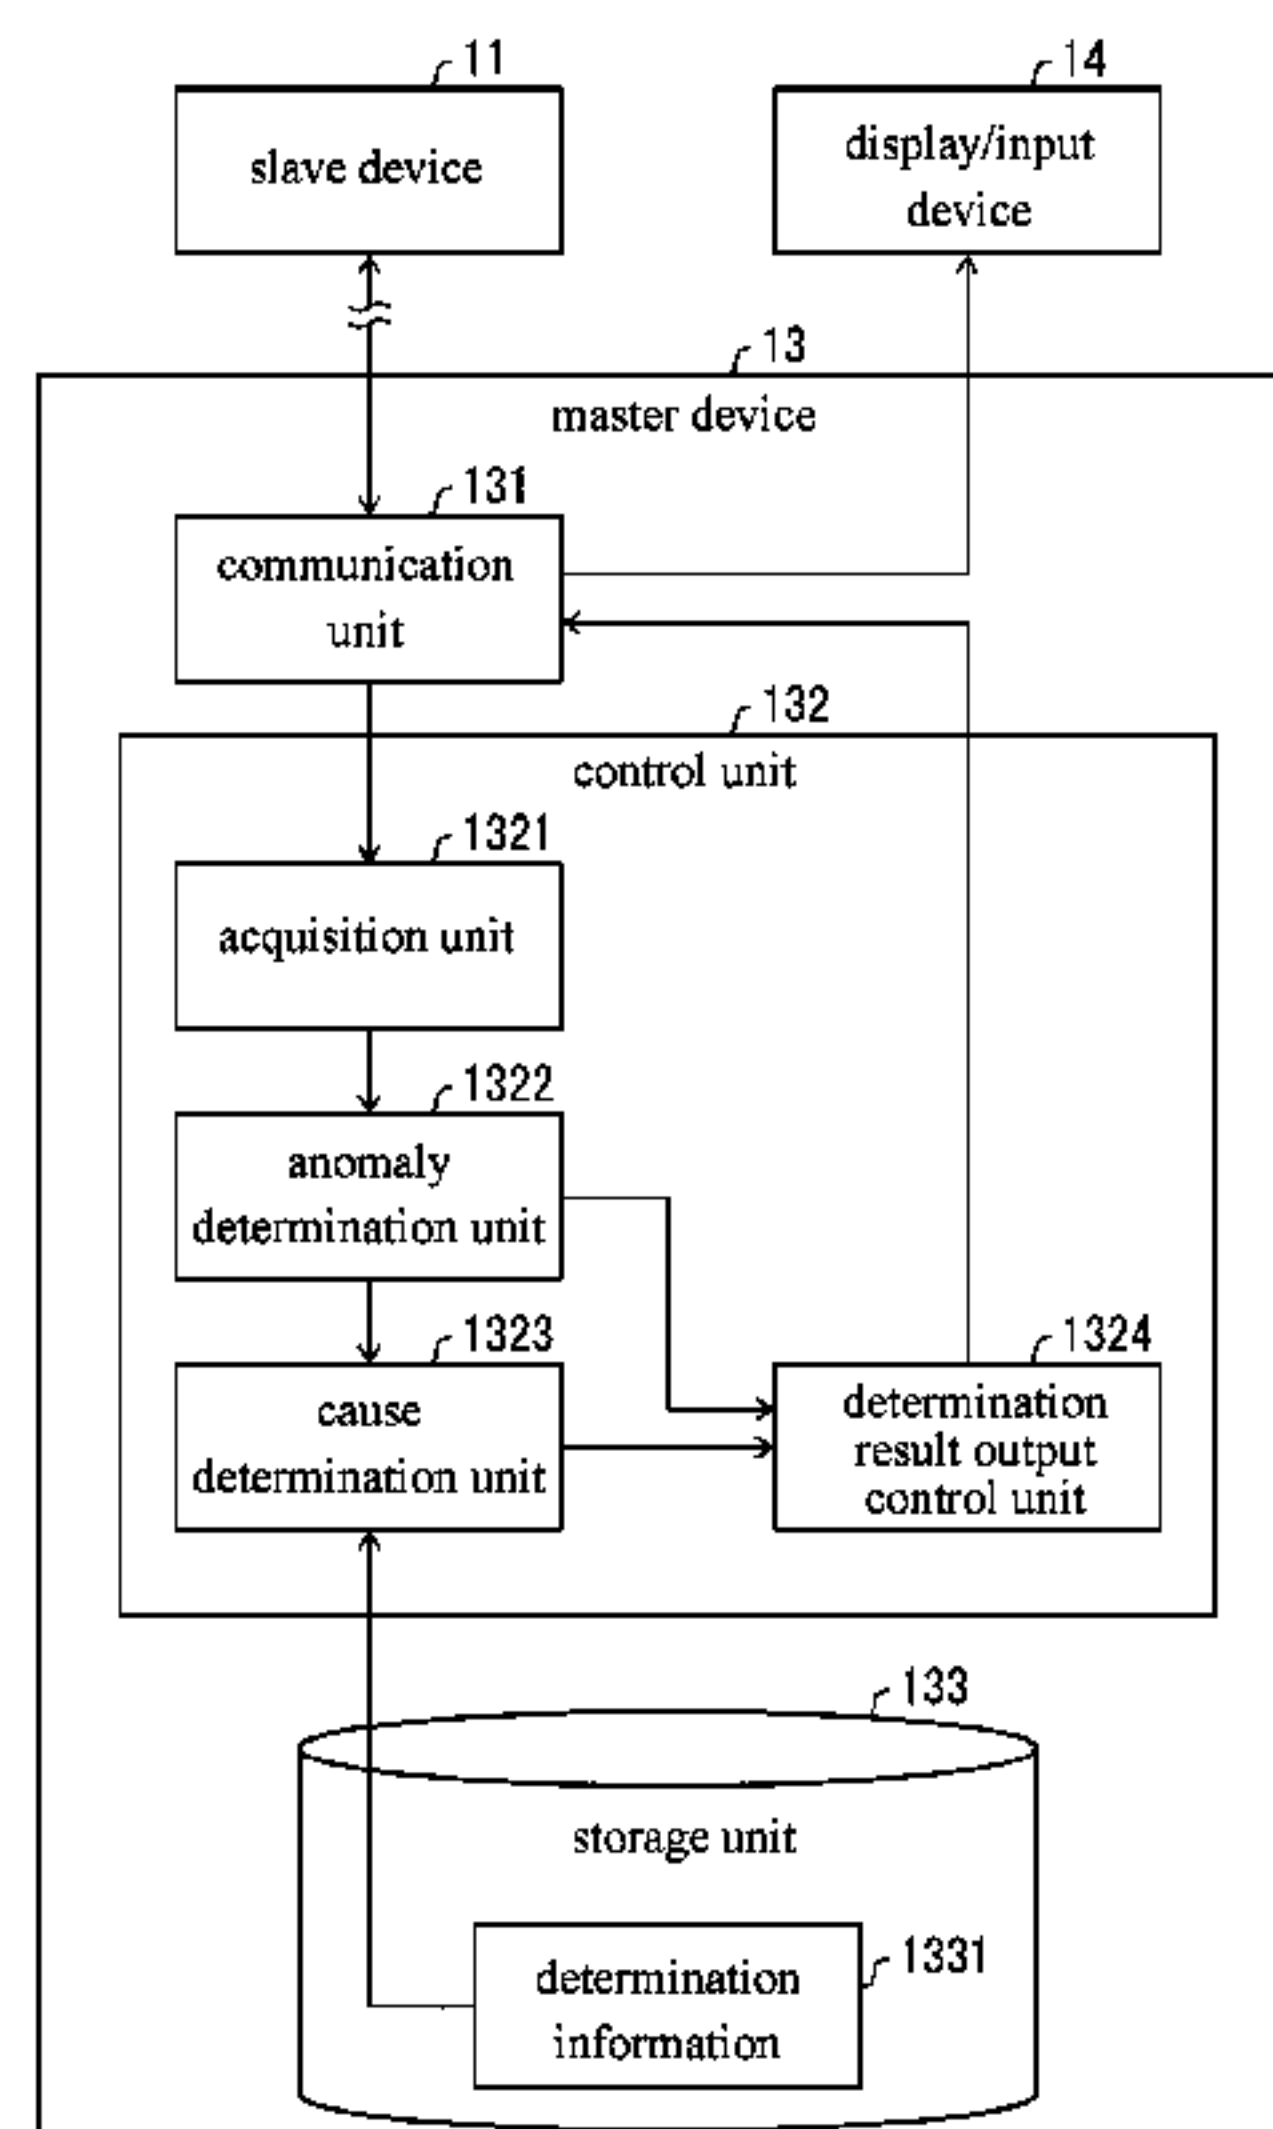 11
slave device
14
display/input
device
13
master device
131
communication
unit
132
control unit
1321
acquisition unit
1322
anomaly
determination unit
1323
cause
determination unit
1324
determination
result output
control unit
133
storage unit
1331
determination
information